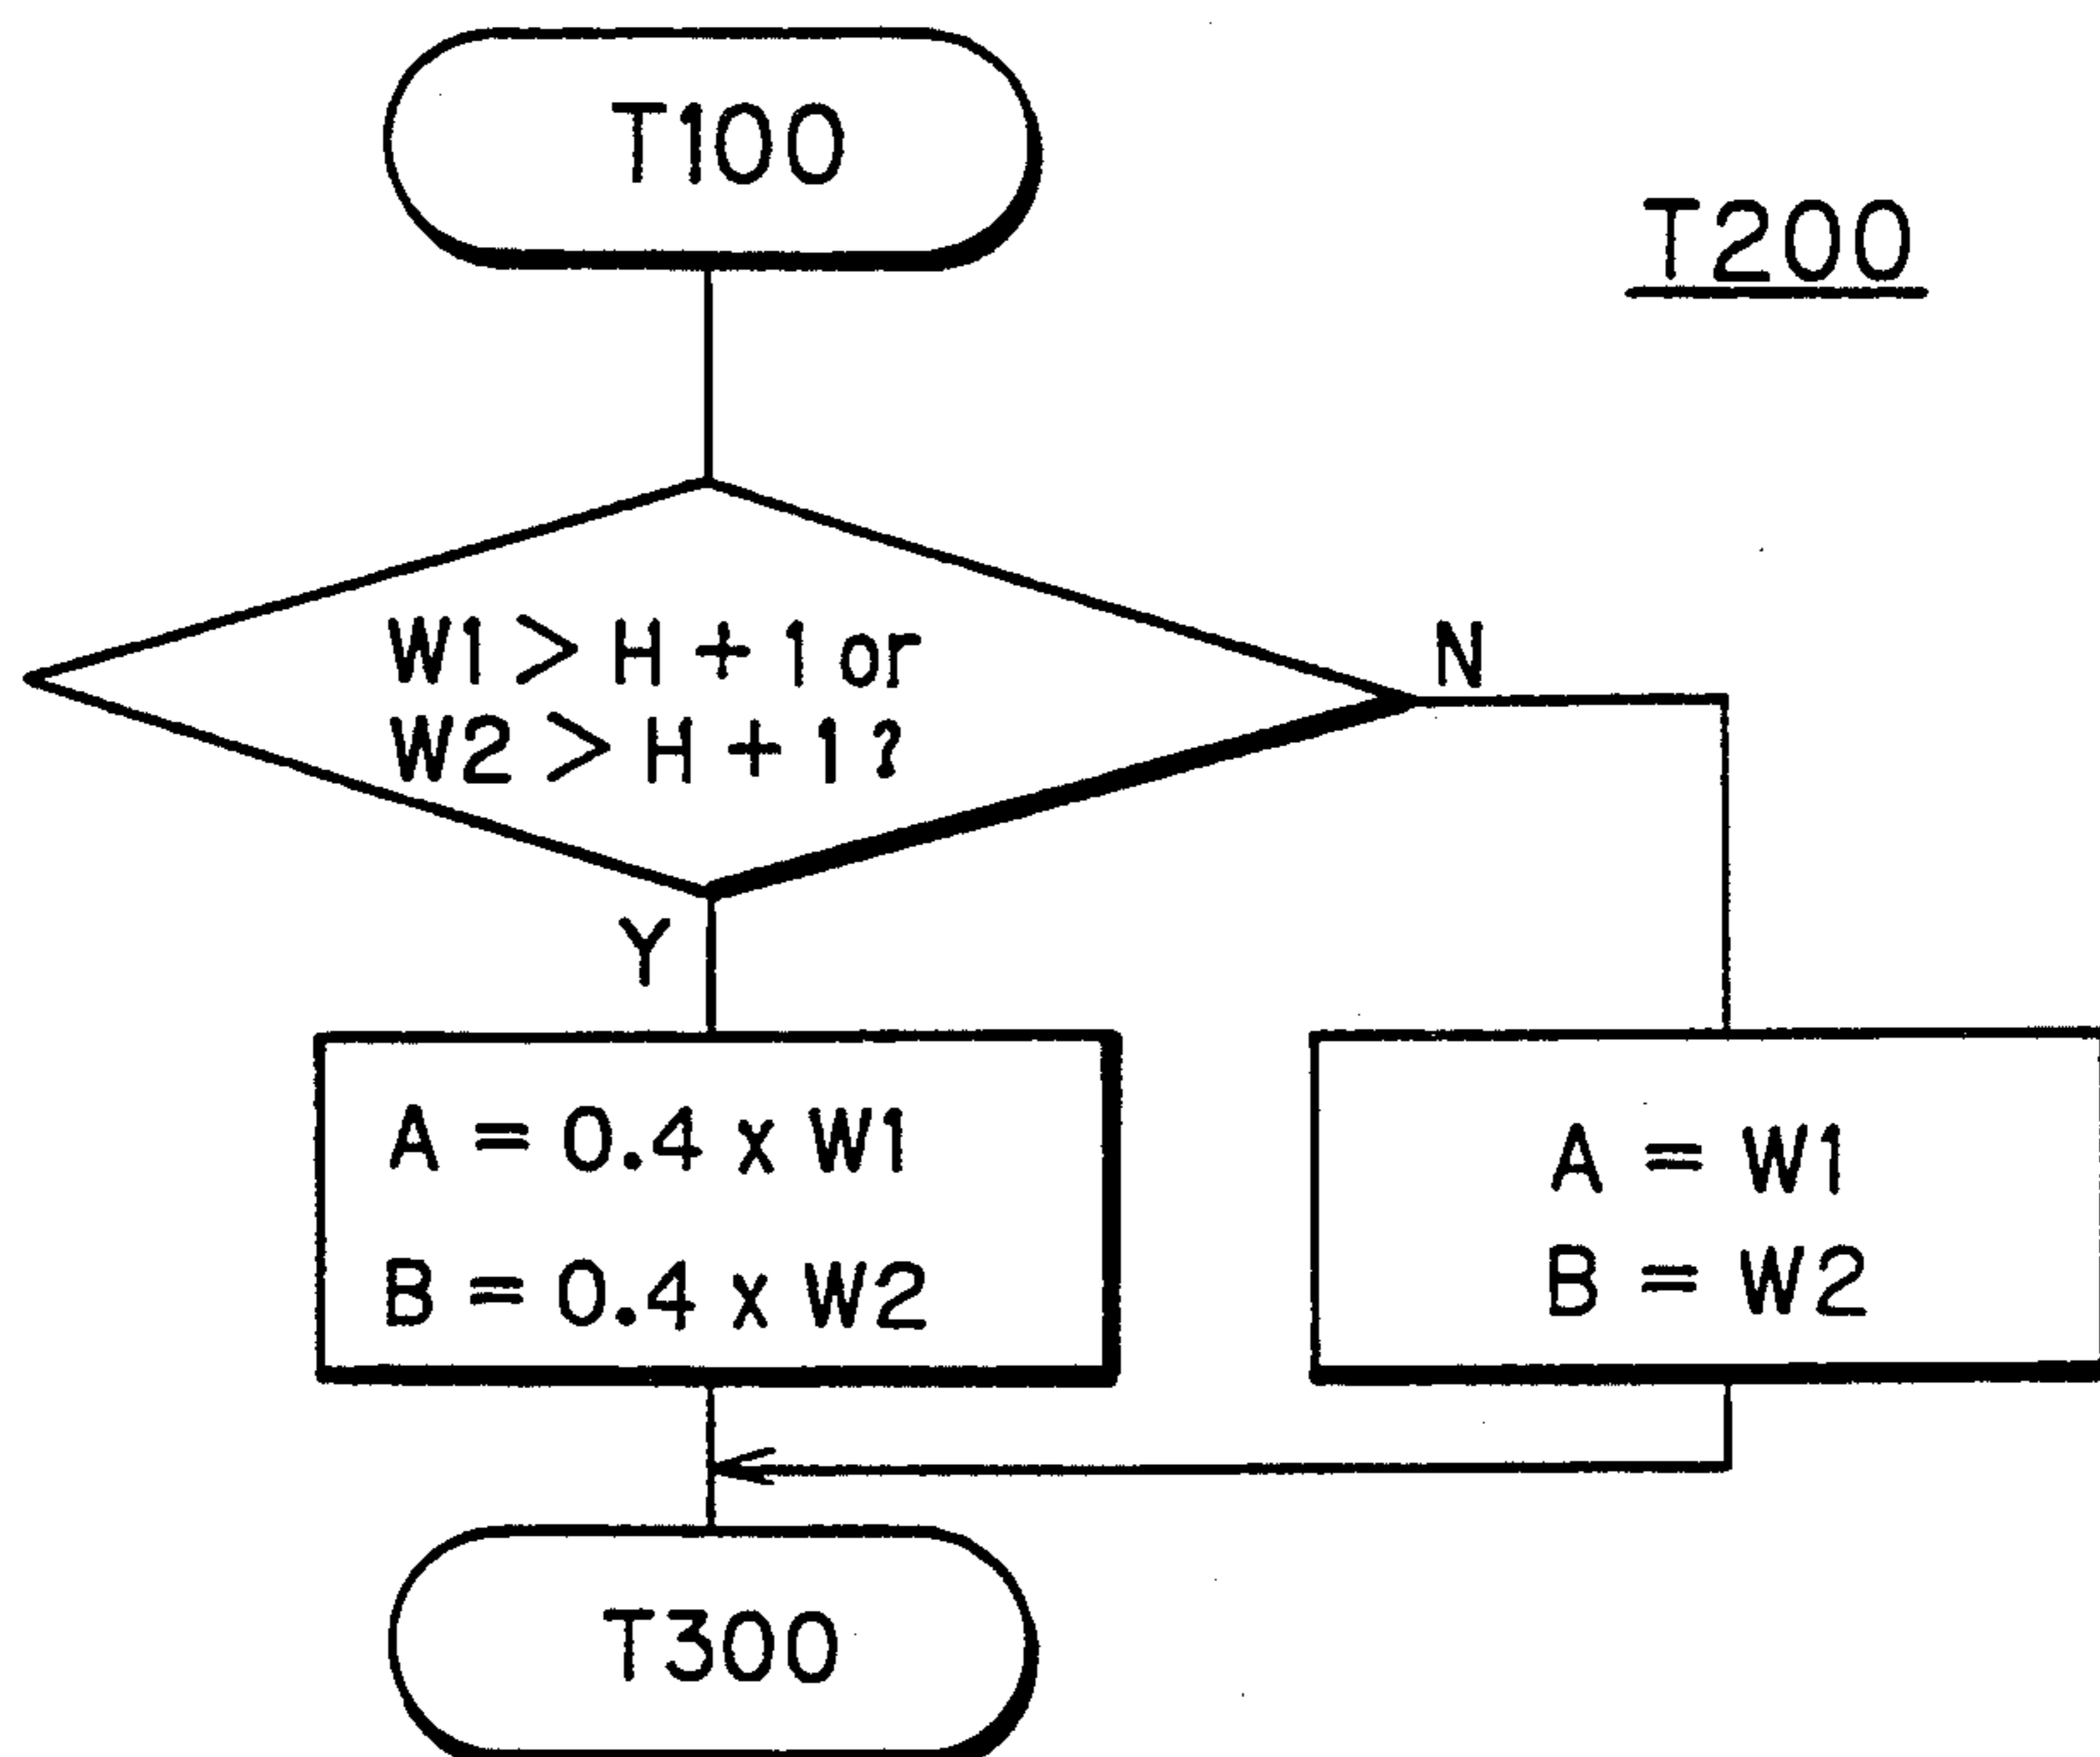 T100
T200
W1 > H + 1 or
W2 > H + 1 ?
N
Y
A = 0.4 x W1
B = 0.4 x W2
A = W1
B = W2
T300